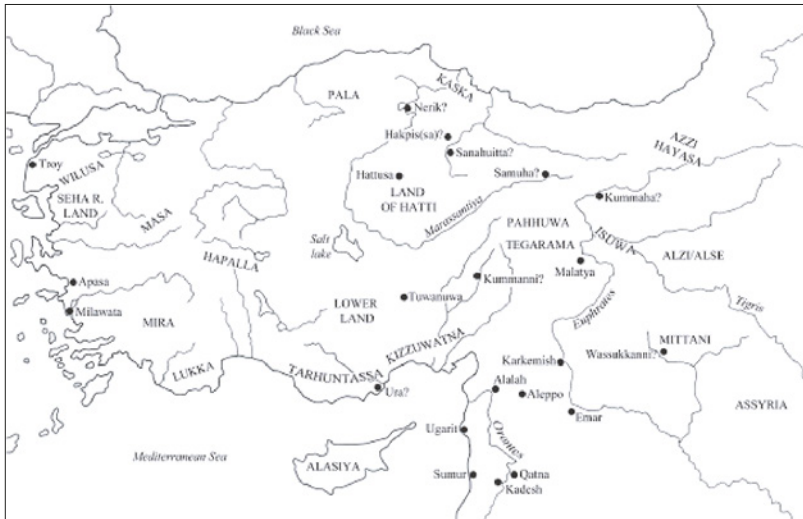 Black Sea
PALA
KASKA
Nerik?
Hakpis(sa)?
Sanahuitta?
AZZI
HAYASA
Troy
WILUSA
Hattusa
LAND
OF HATTI
Samuha?
Kummaha?
SEHA R.
LAND
MASA
Marassantiya
PAHHUWA
ISUWA
TEGARAMA
ALZI/ALSE
Salt
lake
HAPALLA
Malatya
Apasa
Kummanni?
Tigris
Milawata
MIRA
LOWER
LAND
Tuwanuwa
Euphrates
KIZZUWATNA
MITTANI
Wassukkanni?
LUKKA
TARHUNTASSA
Ura?
Karkemish
Alalah
Aleppo
Emar
ASSYRIA
Ugarit
Orontes
Mediterranean Sea
ALASIYA
Sumur
Qatna
Kadesh